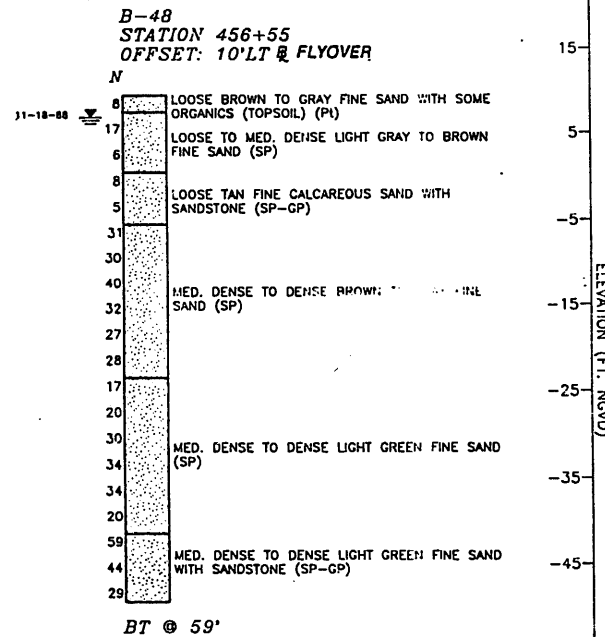 B-48
STATION 456+55
OFFSET: 10'LT ℄ FLYOVER
N
11-18-88
8
17
6
8
5
31
30
40
32
27
28
17
20
30
34
34
20
59
44
29
LOOSE BROWN TO GRAY FINE SAND WITH SOME
ORGANICS (TOPSOIL) (Pt)
LOOSE TO MED. DENSE LIGHT GRAY TO BROWN
FINE SAND (SP)
LOOSE TAN FINE CALCAREOUS SAND WITH
SANDSTONE (SP-GP)
MED. DENSE TO DENSE BROWN
SAND (SP)
MED. DENSE TO DENSE LIGHT GREEN FINE SAND
(SP)
MED. DENSE TO DENSE LIGHT GREEN FINE SAND
WITH SANDSTONE (SP-GP)
BT @ 59'
15
5
-5
-15
-25
-35
-45
ELEVATION (FT. NGVD)